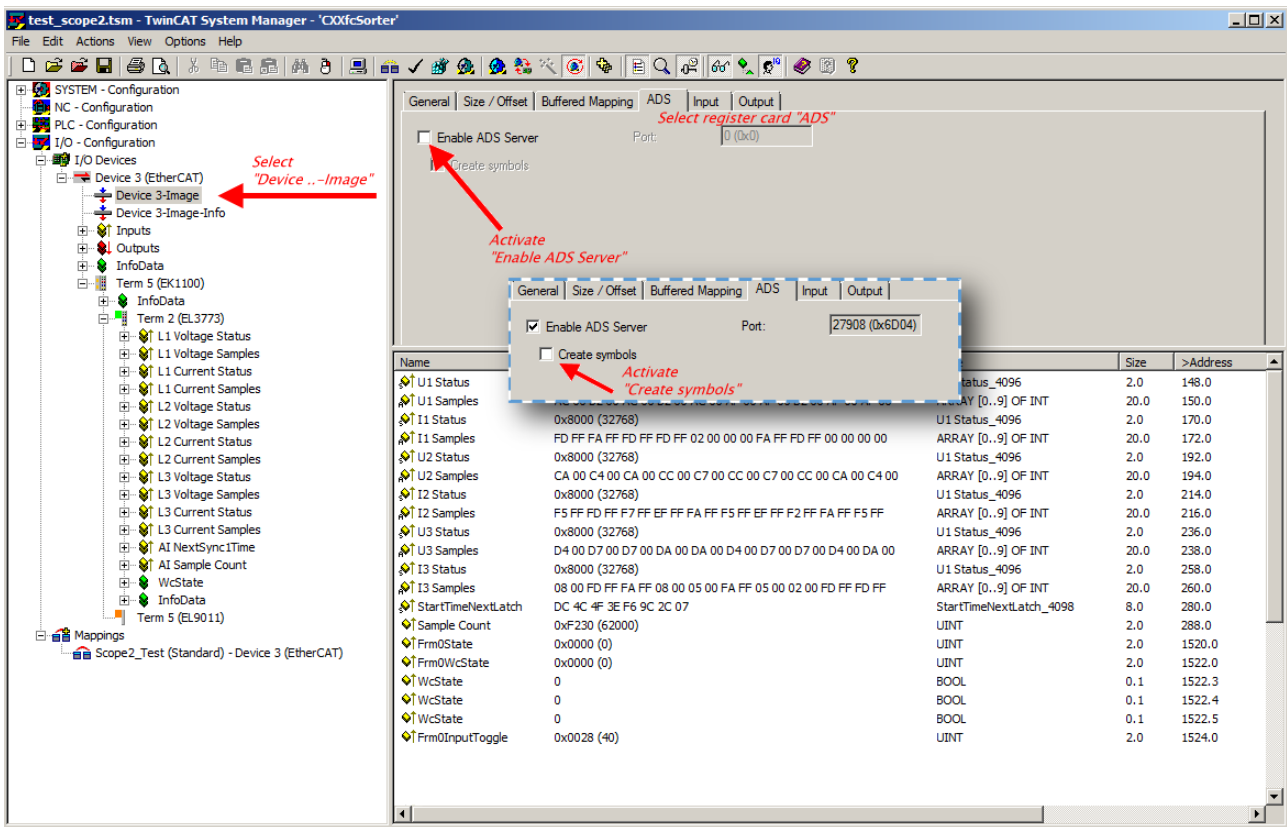 test_scope2.tsm - TwinCAT System Manager - 'CXXfcSorter'
File Edit Actions View Options Help
SYSTEM - Configuration
NC - Configuration
PLC - Configuration
I/O - Configuration
I/O Devices
Device 3 (EtherCAT)
Device 3-Image
Device 3-Image-Info
Inputs
Outputs
InfoData
Term 5 (EK1100)
InfoData
Term 2 (EL3773)
L1 Voltage Status
L1 Voltage Samples
L1 Current Status
L1 Current Samples
L2 Voltage Status
L2 Voltage Samples
L2 Current Status
L2 Current Samples
L3 Voltage Status
L3 Voltage Samples
L3 Current Status
L3 Current Samples
AI NextSync1Time
AI Sample Count
WcState
InfoData
Term 5 (EL9011)
Mappings
Scope2_Test (Standard) - Device 3 (EtherCAT)
Select
"Device ..-Image"
General Size / Offset Buffered Mapping ADS Input Output
Select register card "ADS"
Enable ADS Server Port: 0 (0x0)
Create symbols
Activate
"Enable ADS Server"
General Size / Offset Buffered Mapping ADS Input Output
Enable ADS Server Port: 27908 (0x6D04)
Create symbols
Activate
"Create symbols"
Name Size >Address
U1 Status 2.0 148.0
U1 Samples ARRAY [0..9] OF INT 20.0 150.0
I1 Status 0x8000 (32768) U1 Status_4096 2.0 170.0
I1 Samples FD FF FA FF FD FF FD FF 02 00 00 00 FA FF FD FF 00 00 00 00 ARRAY [0..9] OF INT 20.0 172.0
U2 Status 0x8000 (32768) U1 Status_4096 2.0 192.0
U2 Samples CA 00 C4 00 CA 00 CC 00 C7 00 CC 00 C7 00 CC 00 CA 00 C4 00 ARRAY [0..9] OF INT 20.0 194.0
I2 Status 0x8000 (32768) U1 Status_4096 2.0 214.0
I2 Samples F5 FF FD FF F7 FF EF FF FA FF F5 FF EF FF F2 FF FA FF F5 FF ARRAY [0..9] OF INT 20.0 216.0
U3 Status 0x8000 (32768) U1 Status_4096 2.0 236.0
U3 Samples D4 00 D7 00 D7 00 DA 00 DA 00 D4 00 D7 00 D7 00 D4 00 DA 00 ARRAY [0..9] OF INT 20.0 238.0
I3 Status 0x8000 (32768) U1 Status_4096 2.0 258.0
I3 Samples 08 00 FD FF FA FF 08 00 05 00 FA FF 05 00 02 00 FD FF FD FF ARRAY [0..9] OF INT 20.0 260.0
StartTimeNextLatch DC 4C 4F 3E F6 9C 2C 07 StartTimeNextLatch_4098 8.0 280.0
Sample Count 0xF230 (62000) UINT 2.0 288.0
Frm0State 0x0000 (0) UINT 2.0 1520.0
Frm0WcState 0x0000 (0) UINT 2.0 1522.0
WcState 0 BOOL 0.1 1522.3
WcState 0 BOOL 0.1 1522.4
WcState 0 BOOL 0.1 1522.5
Frm0InputToggle 0x0028 (40) UINT 2.0 1524.0